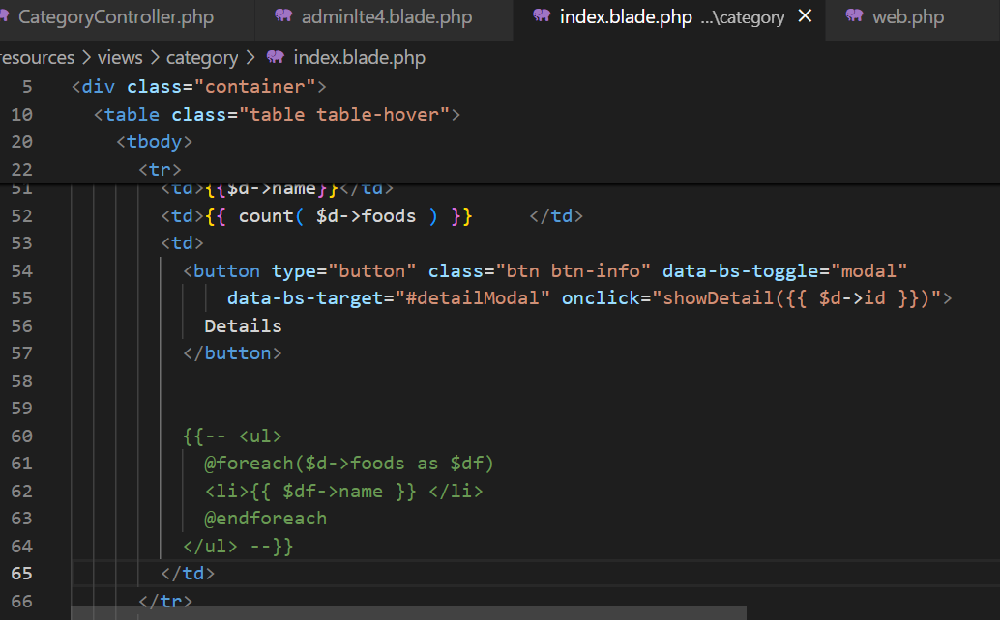 CategoryController.php adminlte4.blade.php index.blade.php ...\category × web.php
resources > views > category > index.blade.php
5 <div class="container">
10 <table class="table table-hover">
20 <tbody>
22 <tr>
51 <td>{{$d->name}}</td>
52 <td>{{ count( $d->foods ) }} </td>
53 <td>
54 <button type="button" class="btn btn-info" data-bs-toggle="modal"
55 data-bs-target="#detailModal" onclick="showDetail({{ $d->id }})">
56 Details
57 </button>
58
59
60 {{-- <ul>
61 @foreach($d->foods as $df)
62 <li>{{ $df->name }} </li>
63 @endforeach
64 </ul> --}}
65 </td>
66 </tr>